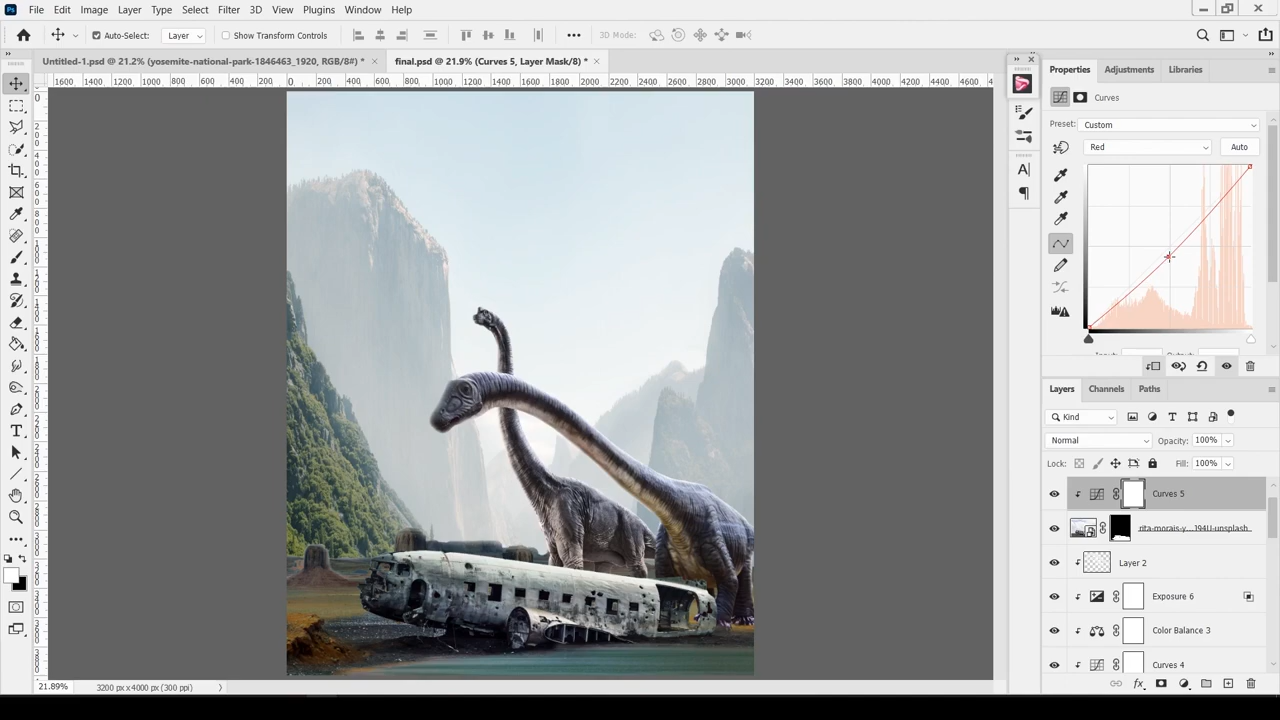 Ps File Edit Image Layer Type Select Filter 3D View Plugins Window Help
Auto-Select: Layer Show Transform Controls 3D Mode:
Untitled-1.psd @ 21.2% (yosemite-national-park-1846463_1920, RGB/8#) * × final.psd @ 21.9% (Curves 5, Layer Mask/8) * ×
1600 1400 1200 1000 800 600 400 200 0 200 400 600 800 1000 1200 1400 1600 1800 2000 2200 2400 2600 2800 3000 3200 3400 3600 3800 4000 4200 4400 4600
Properties Adjustments Libraries
Curves
Preset: Custom
Red Auto
Layers Channels Paths
Kind
Normal Opacity: 100%
Lock: Fill: 100%
Curves 5
rita-morais-y...194U-unsplash
Layer 2
Exposure 6
Color Balance 3
Curves 4
fx
21.89% 3200 px x 4000 px (300 ppi)